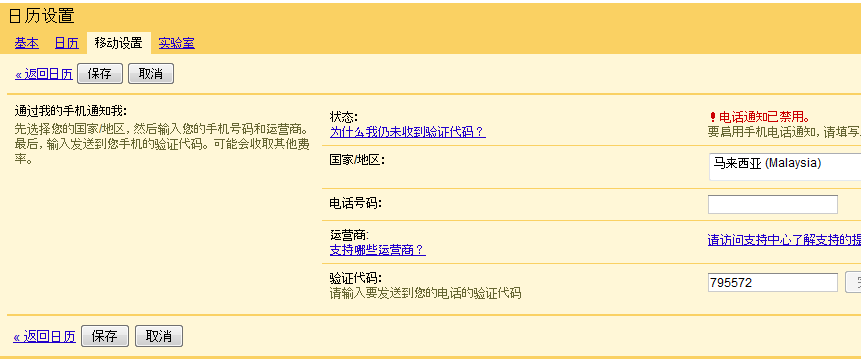 日历设置
基本 日历 移动设置 实验室
« 返回日历 保存 取消
通过我的手机通知我:
先选择您的国家/地区, 然后输入您的手机号码和运营商。
最后, 输入发送到您手机的验证代码。可能会收取其他费
率。
状态:
为什么我仍未收到验证代码?
! 电话通知已禁用。
要启用手机电话通知, 请填写
国家/地区:
马来西亚 (Malaysia)
电话号码:
运营商:
支持哪些运营商?
请访问支持中心了解支持的提
验证代码:
请输入要发送到您的电话的验证代码
795572
« 返回日历 保存 取消